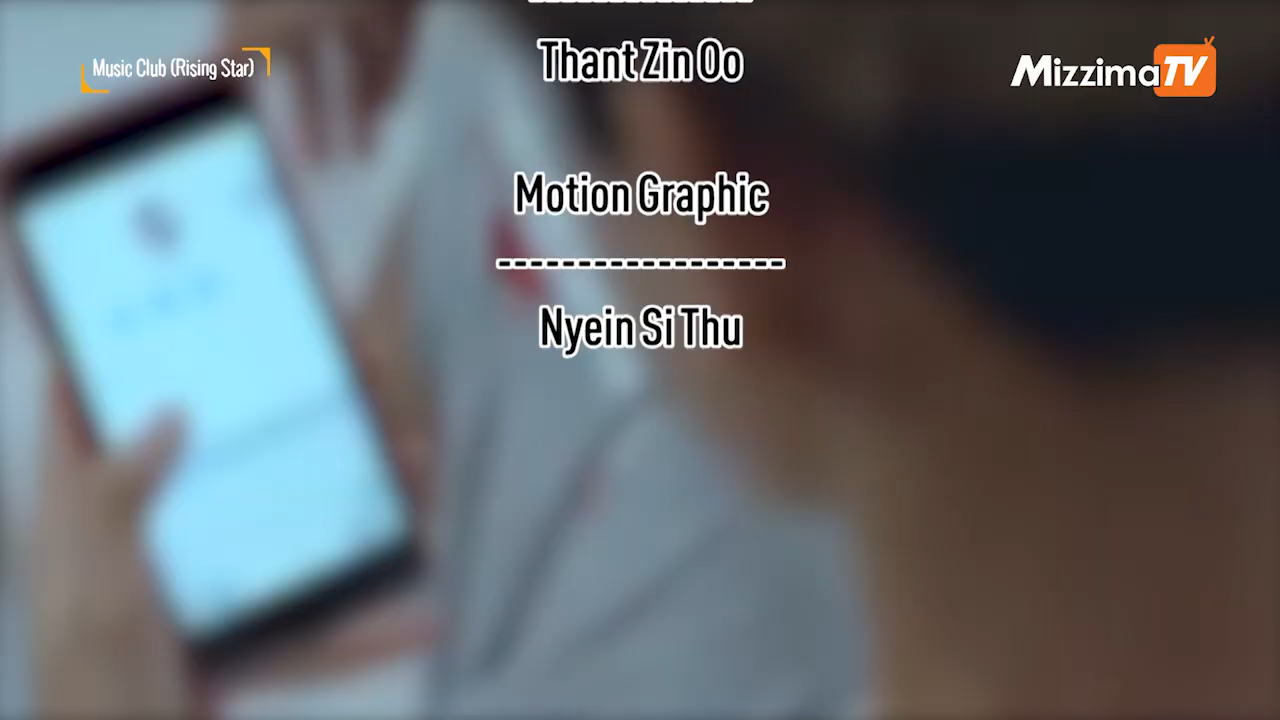 Thant Zin Oo
Music Club (Rising Star)
MizzimaTV
Motion Graphic
------------------
Nyein Si Thu